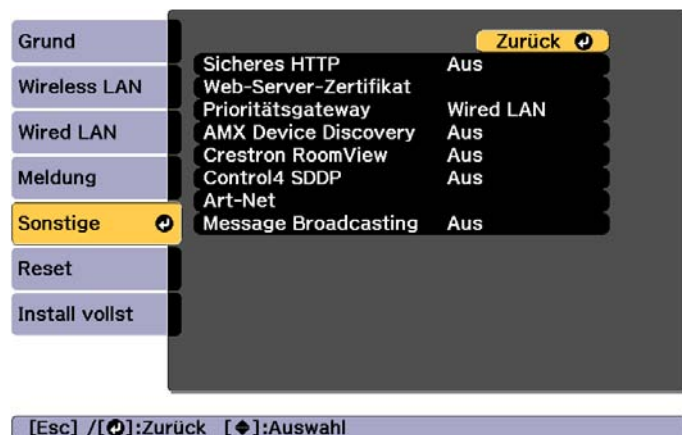 Grund
Wireless LAN
Wired LAN
Meldung
Sonstige
Reset
Install vollst
Zurück
Sicheres HTTP Aus
Web-Server-Zertifikat
Prioritätsgateway Wired LAN
AMX Device Discovery Aus
Crestron RoomView Aus
Control4 SDDP Aus
Art-Net
Message Broadcasting Aus
[Esc] /[⏎]:Zurück [♦]:Auswahl